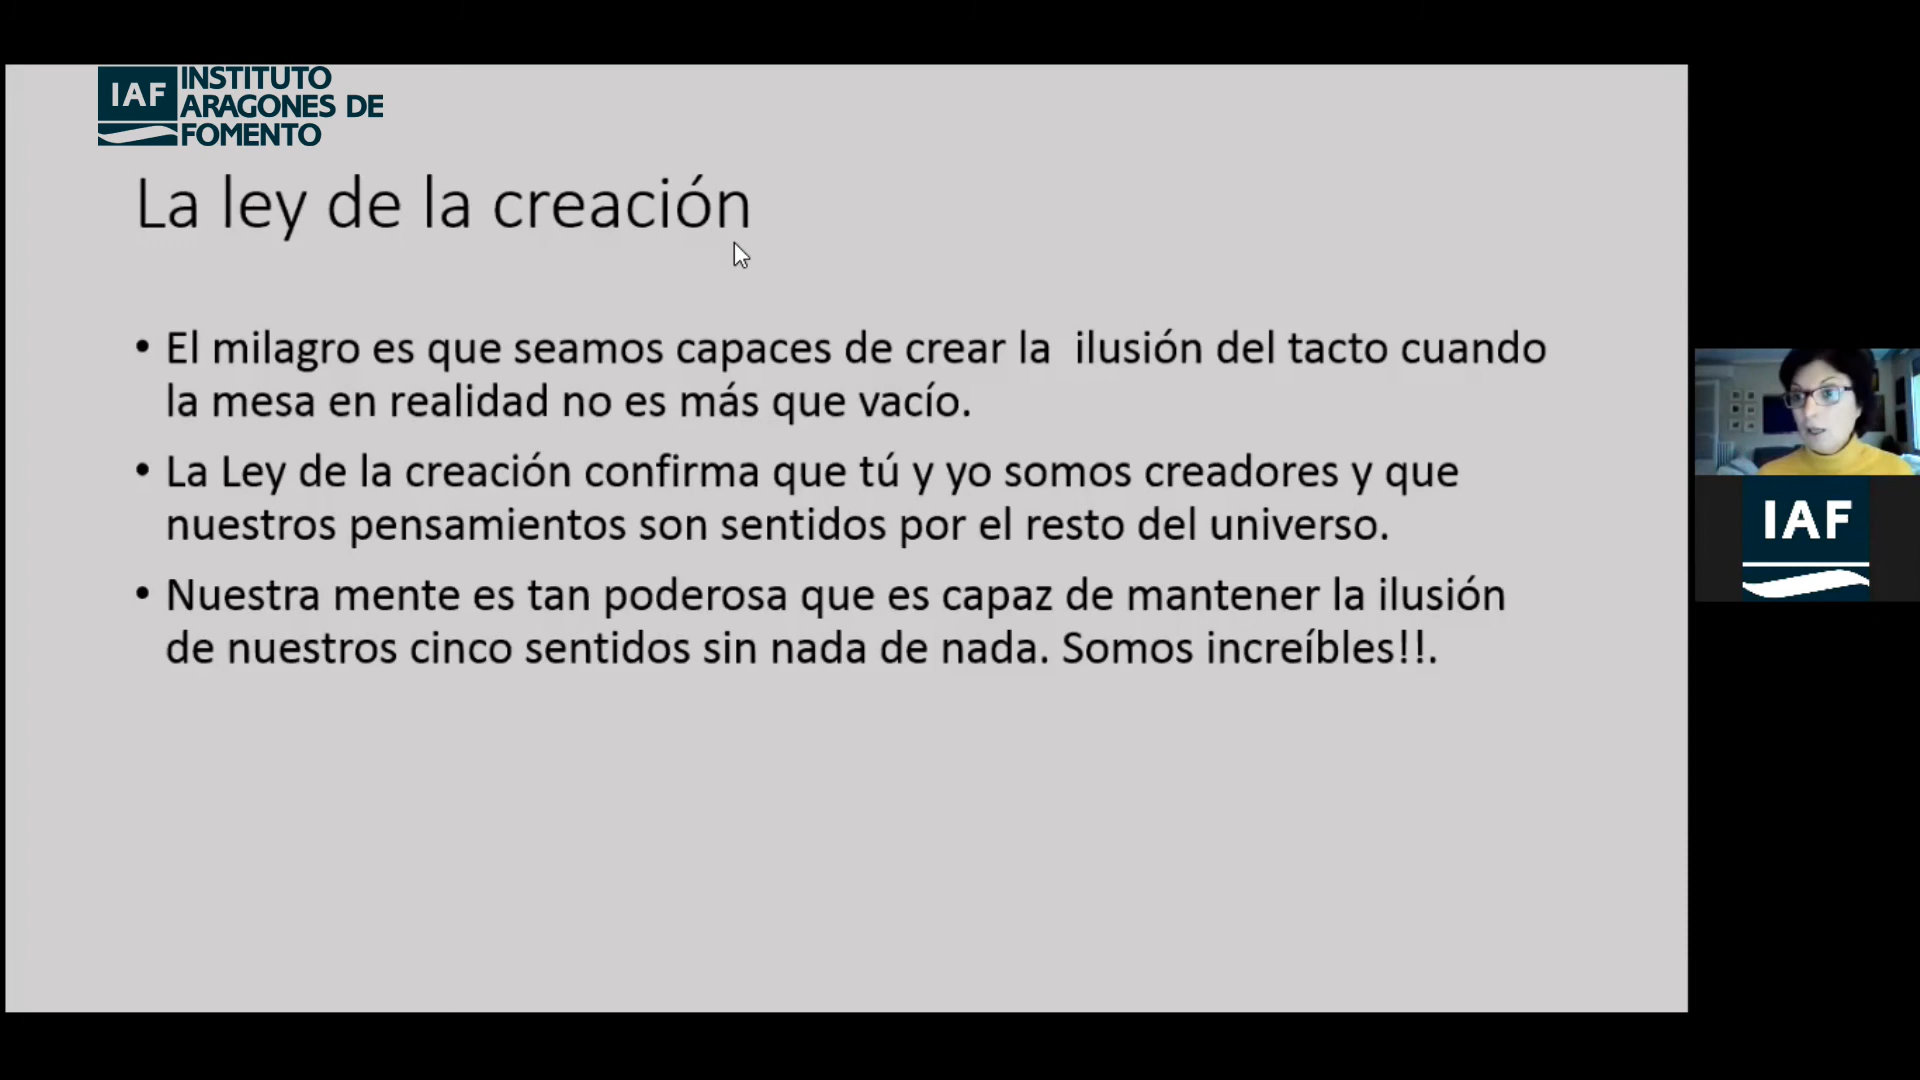 IAF INSTITUTO
ARAGONES DE
FOMENTO
La ley de la creación
• El milagro es que seamos capaces de crear la  ilusión del tacto cuando
la mesa en realidad no es más que vacío.
• La Ley de la creación confirma que tú y yo somos creadores y que
nuestros pensamientos son sentidos por el resto del universo.
• Nuestra mente es tan poderosa que es capaz de mantener la ilusión
de nuestros cinco sentidos sin nada de nada. Somos increíbles!!.
IAF